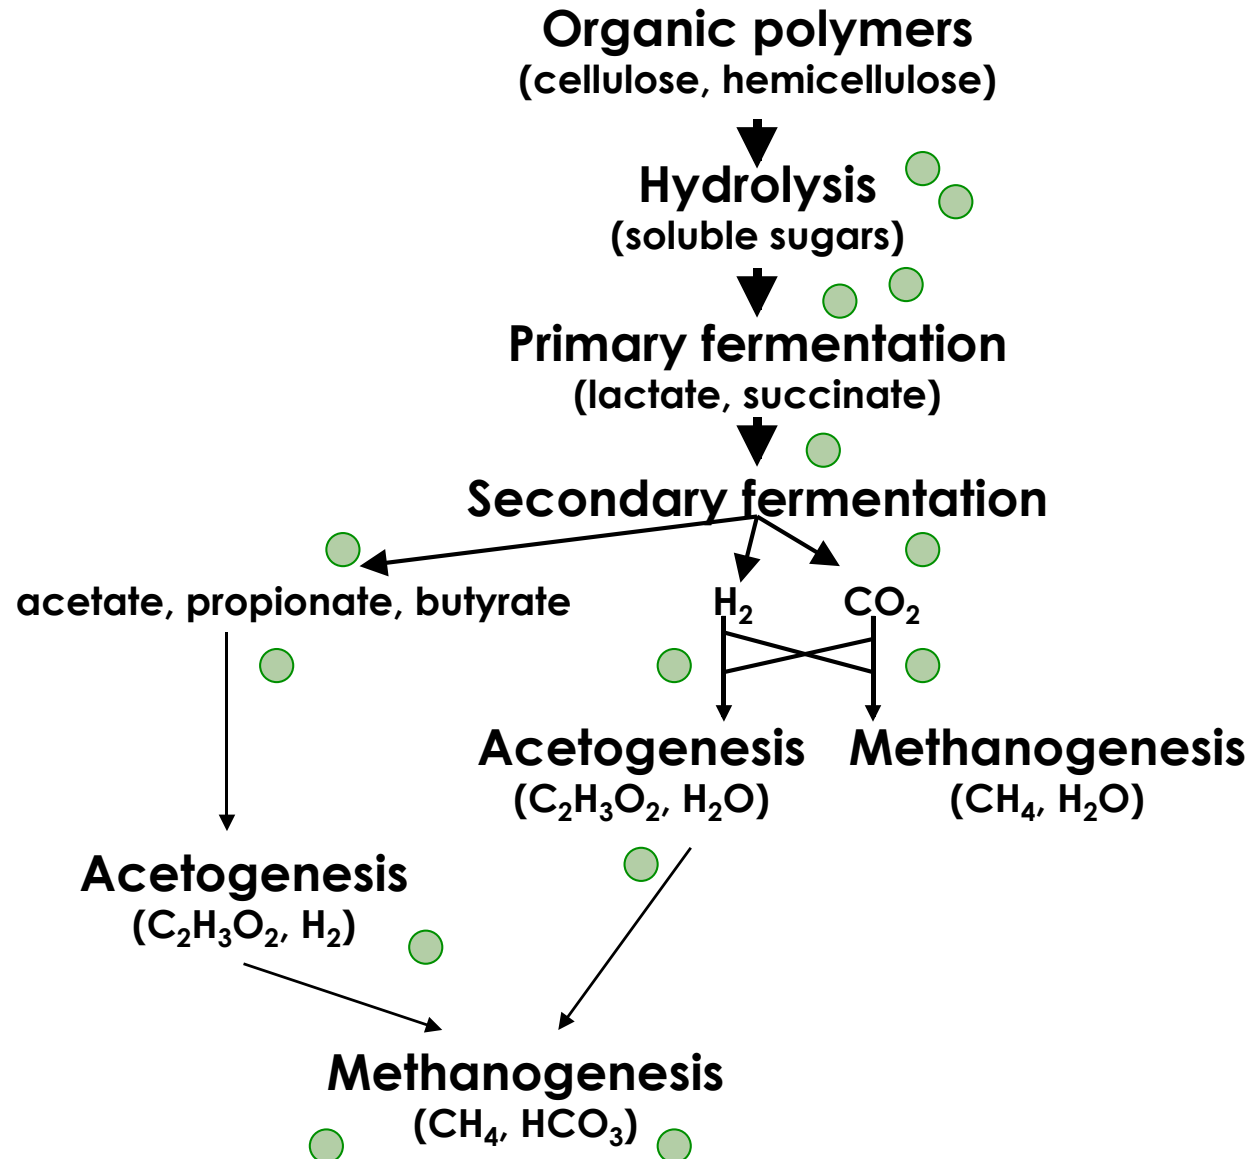 Organic polymers
(cellulose, hemicellulose)
Hydrolysis
(soluble sugars)
Primary fermentation
(lactate, succinate)
Secondary fermentation
acetate, propionate, butyrate
H₂
CO₂
Acetogenesis
(C₂H₃O₂, H₂O)
Methanogenesis
(CH₄, H₂O)
Acetogenesis
(C₂H₃O₂, H₂)
Methanogenesis
(CH₄, HCO₃)